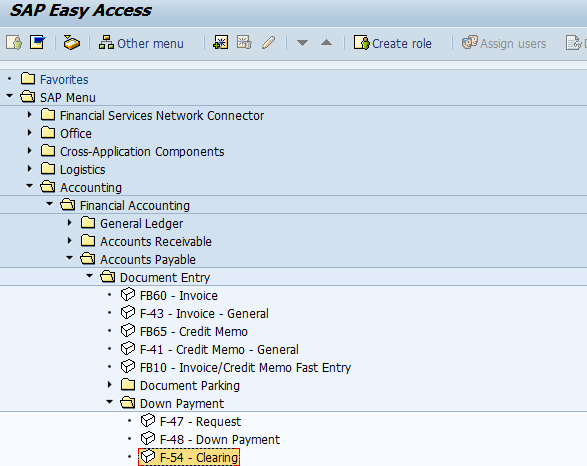 SAP Easy Access
Other menu Create role Assign users
Favorites
SAP Menu
Financial Services Network Connector
Office
Cross-Application Components
Logistics
Accounting
Financial Accounting
General Ledger
Accounts Receivable
Accounts Payable
Document Entry
FB60 - Invoice
F-43 - Invoice - General
FB65 - Credit Memo
F-41 - Credit Memo - General
FB10 - Invoice/Credit Memo Fast Entry
Document Parking
Down Payment
F-47 - Request
F-48 - Down Payment
F-54 - Clearing